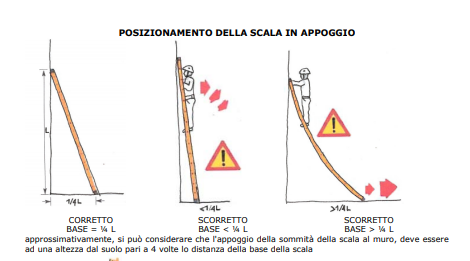 POSIZIONAMENTO DELLA SCALA IN APPOGGIO
L
1/4L
<1/4L
>1/4L
CORRETTO
BASE = ¼ L
SCORRETTO
BASE < ¼ L
SCORRETTO
BASE > ¼ L
approssimativamente, si può considerare che l'appoggio della sommità della scala al muro, deve essere
ad una altezza dal suolo pari a 4 volte lo distanza della base della scala